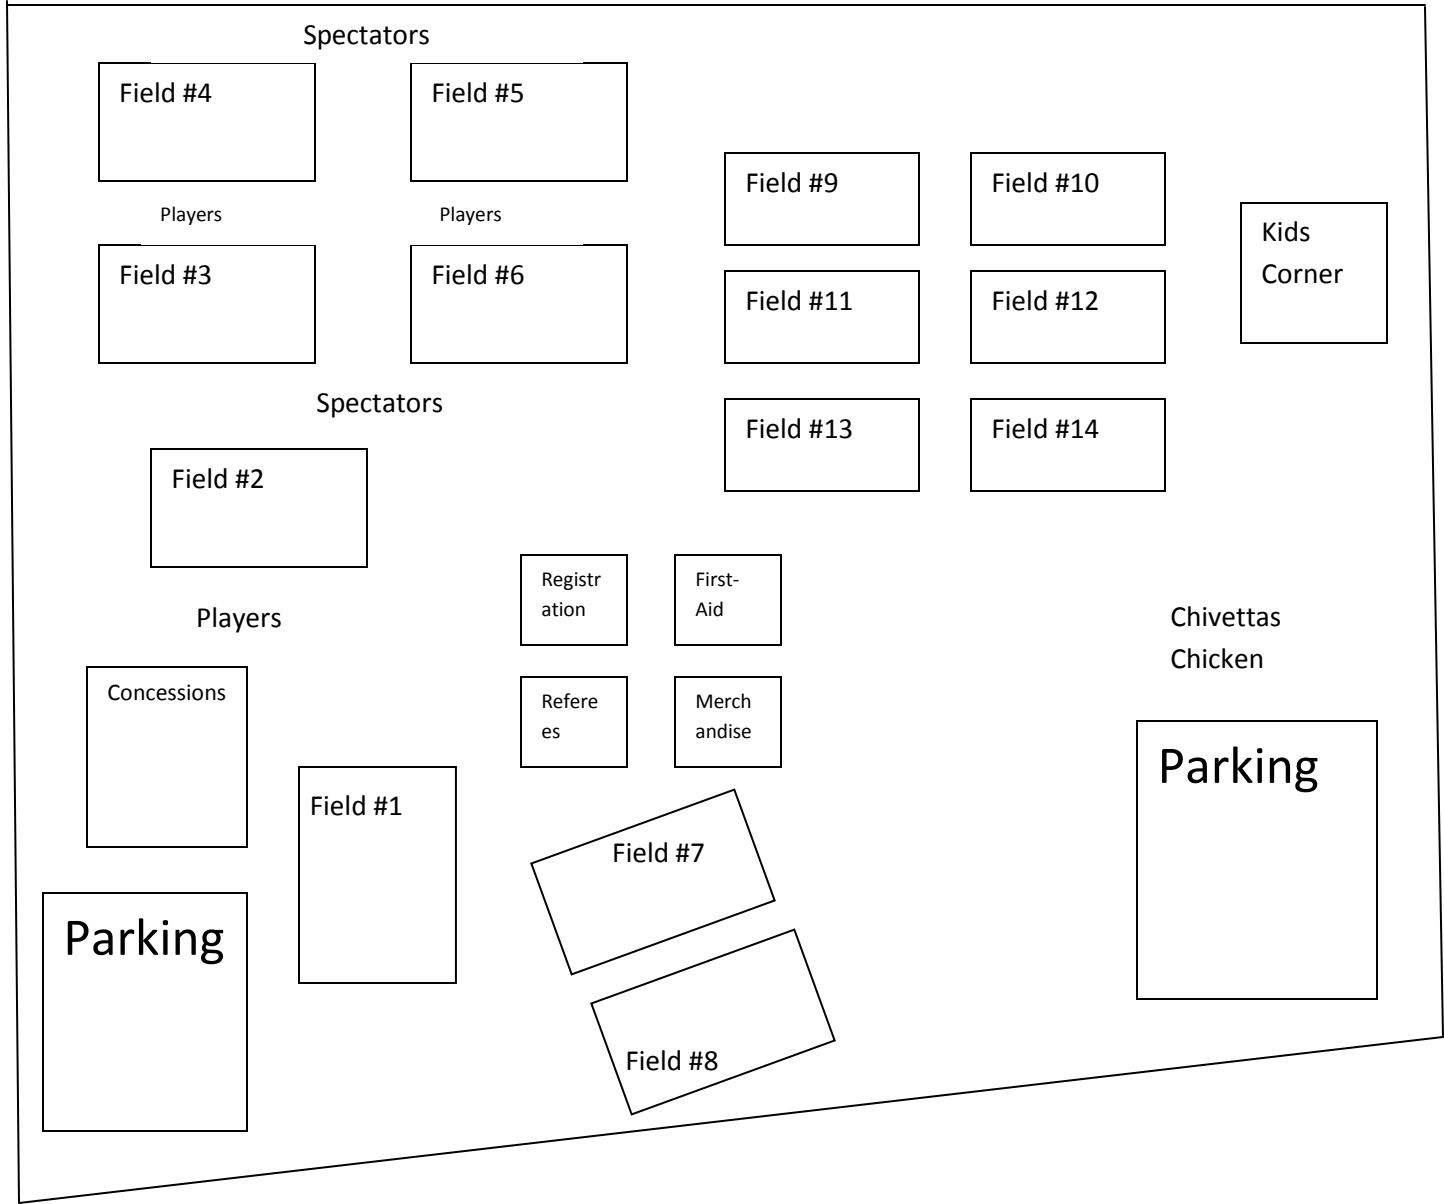 Spectators
Field #4
Field #5
Field #9
Field #10
Players
Players
Kids
Corner
Field #3
Field #6
Field #11
Field #12
Spectators
Field #13
Field #14
Field #2
Registr
ation
First-
Aid
Players
Chivettas
Chicken
Concessions
Refere
es
Merch
andise
Parking
Field #1
Field #7
Parking
Field #8